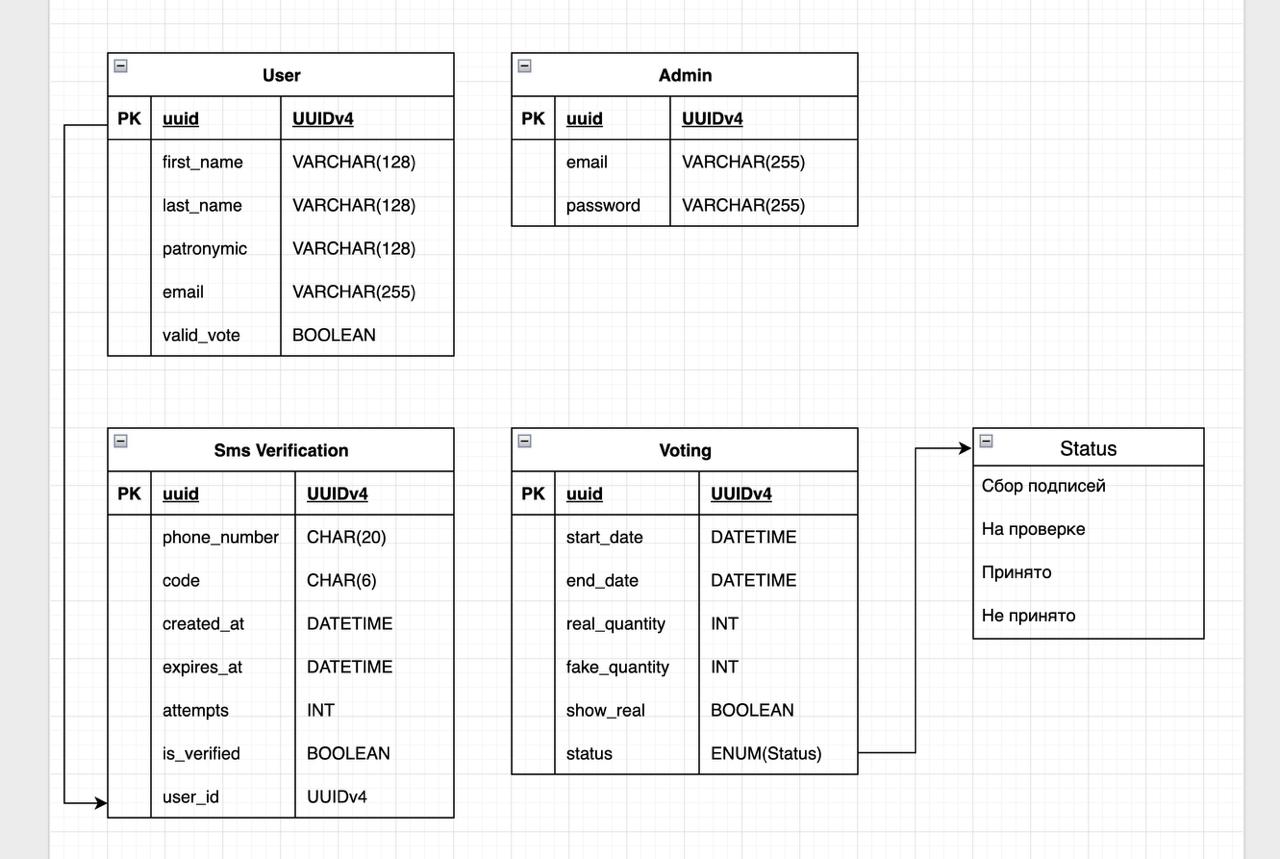 User
PK uuid UUIDv4
first_name VARCHAR(128)
last_name VARCHAR(128)
patronymic VARCHAR(128)
email VARCHAR(255)
valid_vote BOOLEAN
Admin
PK uuid UUIDv4
email VARCHAR(255)
password VARCHAR(255)
Sms Verification
PK uuid UUIDv4
phone_number CHAR(20)
code CHAR(6)
created_at DATETIME
expires_at DATETIME
attempts INT
is_verified BOOLEAN
user_id UUIDv4
Voting
PK uuid UUIDv4
start_date DATETIME
end_date DATETIME
real_quantity INT
fake_quantity INT
show_real BOOLEAN
status ENUM(Status)
Status
Сбор подписей
На проверке
Принято
Не принято